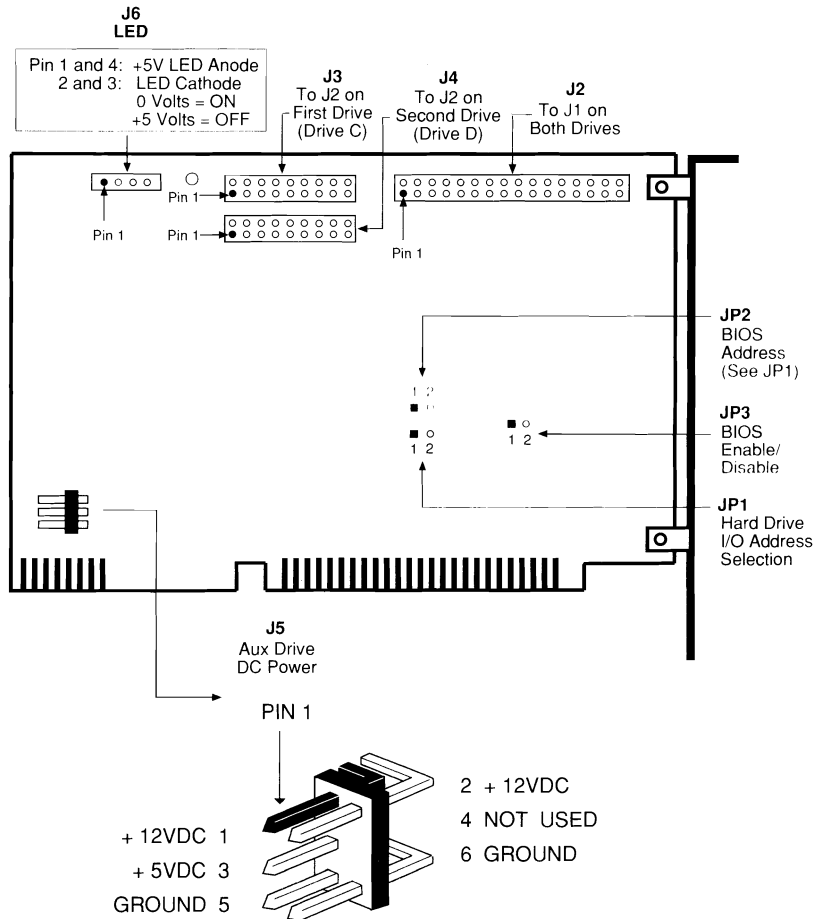 J6
LED
Pin 1 and 4: +5V LED Anode
2 and 3: LED Cathode
0 Volts = ON
+5 Volts = OFF
J3
To J2 on
First Drive
(Drive C)
J4
To J2 on
Second Drive
(Drive D)
J2
To J1 on
Both Drives
Pin 1
Pin 1
Pin 1
Pin 1
JP2
BIOS
Address
(See JP1)
1 2
1 2
1 2
JP3
BIOS
Enable/
Disable
JP1
Hard Drive
I/O Address
Selection
J5
Aux Drive
DC Power
PIN 1
+ 12VDC 1
+ 5VDC 3
GROUND 5
2 + 12VDC
4 NOT USED
6 GROUND